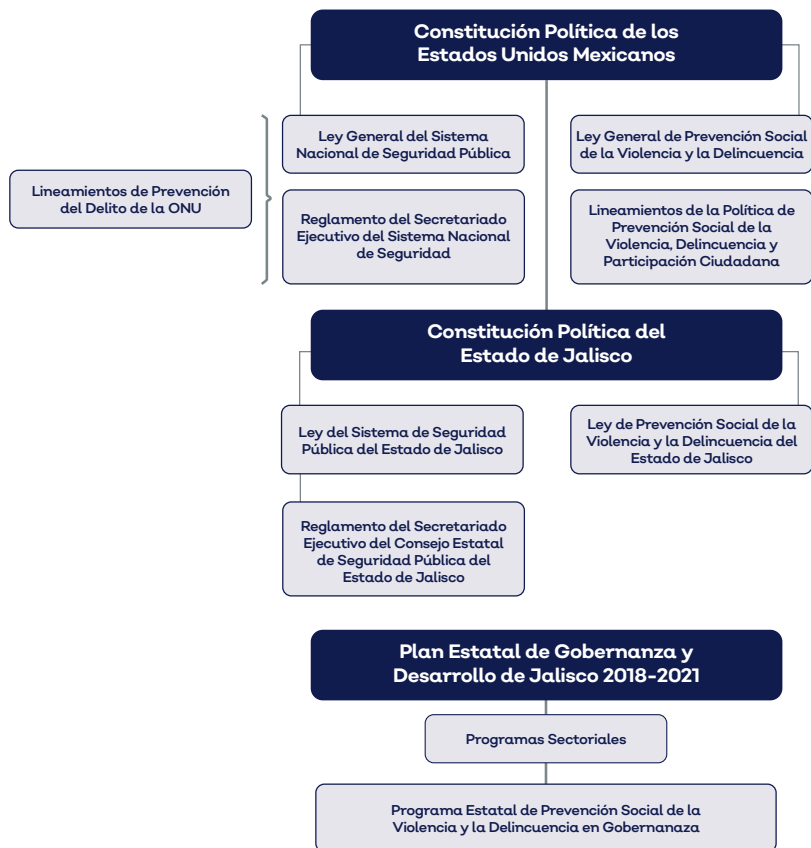 Constitución Política de los
Estados Unidos Mexicanos
Ley General del Sistema
Nacional de Seguridad Pública
Ley General de Prevención Social
de la Violencia y la Delincuencia
Lineamientos de Prevención
del Delito de la ONU
Reglamento del Secretariado
Ejecutivo del Sistema Nacional
de Seguridad
Lineamientos de la Política de
Prevención Social de la
Violencia, Delincuencia y
Participación Ciudadana
Constitución Política del
Estado de Jalisco
Ley del Sistema de Seguridad
Pública del Estado de Jalisco
Ley de Prevención Social de la
Violencia y la Delincuencia del
Estado de Jalisco
Reglamento del Secretariado
Ejecutivo del Consejo Estatal
de Seguridad Pública del
Estado de Jalisco
Plan Estatal de Gobernanza y
Desarrollo de Jalisco 2018-2021
Programas Sectoriales
Programa Estatal de Prevención Social de la
Violencia y la Delincuencia en Gobernanaza